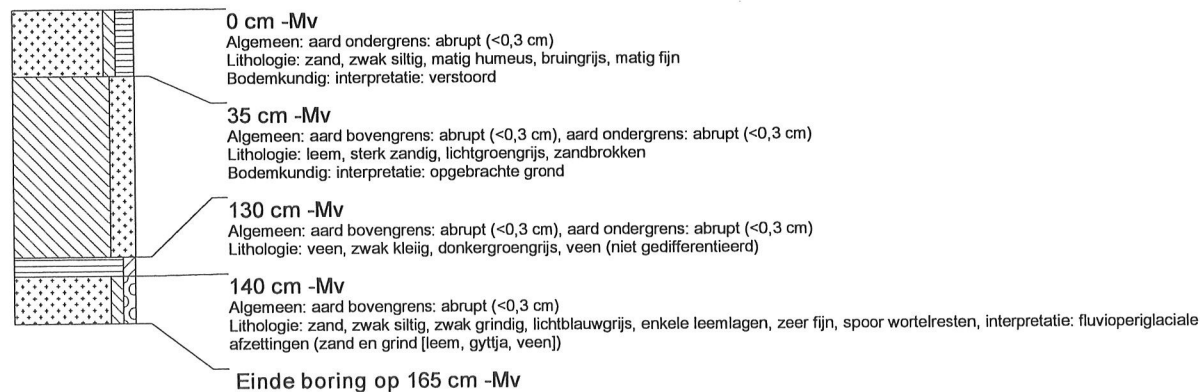 0 cm -Mv
Algemeen: aard ondergrens: abrupt (<0,3 cm)
Lithologie: zand, zwak siltig, matig humeus, bruingrijs, matig fijn
Bodemkundig: interpretatie: verstoord
35 cm -Mv
Algemeen: aard bovengrens: abrupt (<0,3 cm), aard ondergrens: abrupt (<0,3 cm)
Lithologie: leem, sterk zandig, lichtgroengrijs, zandbrokken
Bodemkundig: interpretatie: opgebrachte grond
130 cm -Mv
Algemeen: aard bovengrens: abrupt (<0,3 cm), aard ondergrens: abrupt (<0,3 cm)
Lithologie: veen, zwak kleiig, donkergroengrijs, veen (niet gedifferentieerd)
140 cm -Mv
Algemeen: aard bovengrens: abrupt (<0,3 cm)
Lithologie: zand, zwak siltig, zwak grindig, lichtblauwgrijs, enkele leemlagen, zeer fijn, spoor wortelresten, interpretatie: fluvioperiglaciale
afzettingen (zand en grind [leem, gyttja, veen])
Einde boring op 165 cm -Mv